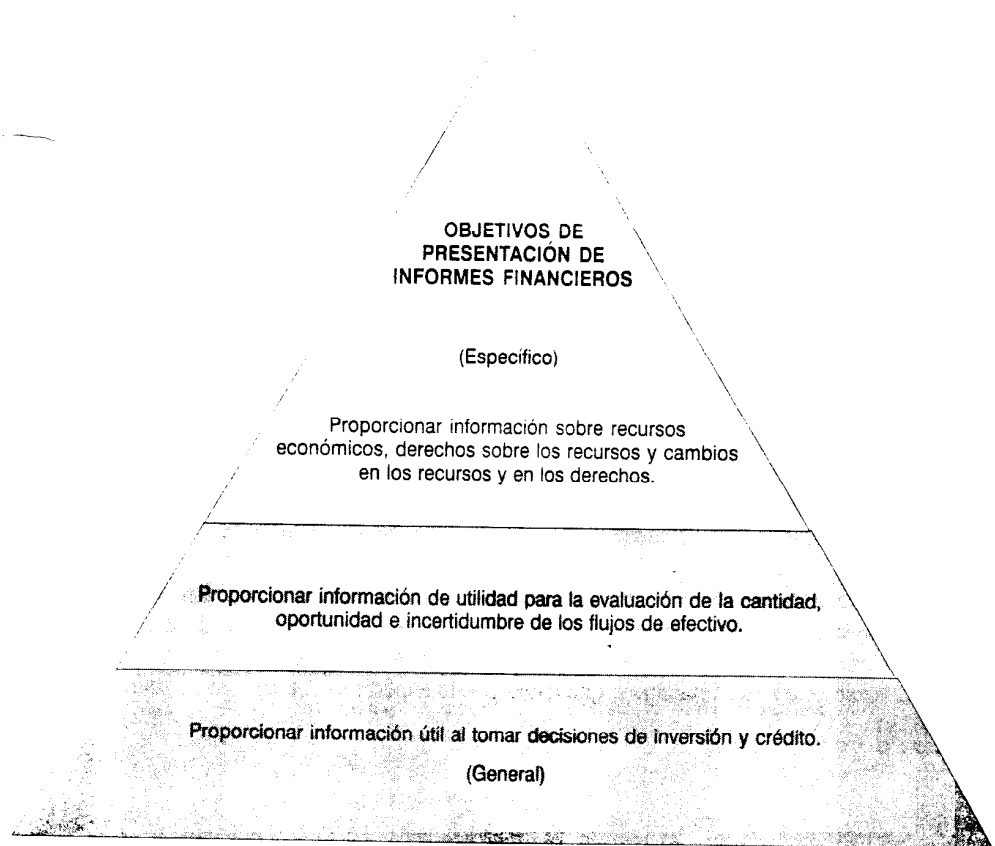 OBJETIVOS DE
PRESENTACIÓN DE
INFORMES FINANCIEROS
(Específico)
Proporcionar información sobre recursos
económicos, derechos sobre los recursos y cambios
en los recursos y en los derechos.
Proporcionar información de utilidad para la evaluación de la cantidad,
oportunidad e incertidumbre de los flujos de efectivo.
Proporcionar información útil al tomar decisiones de inversión y crédito.
(General)